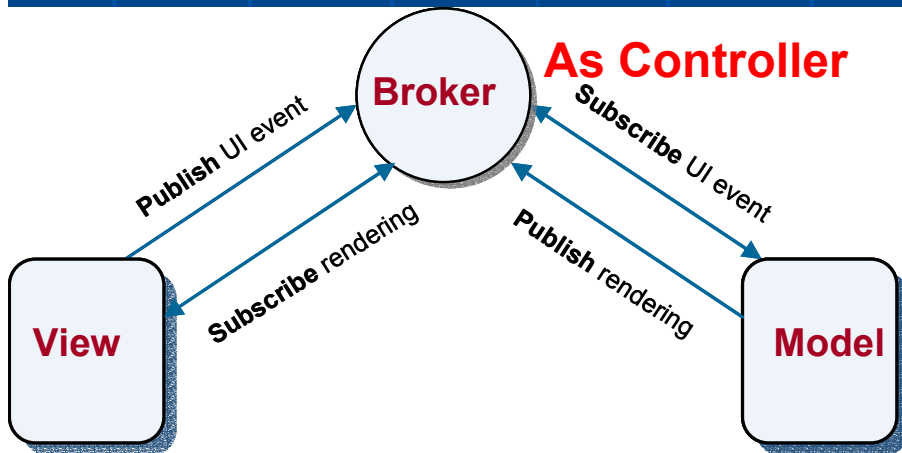 As Controller
Broker
Publish UI event
Subscribe UI event
Subscribe rendering
Publish rendering
View
Model